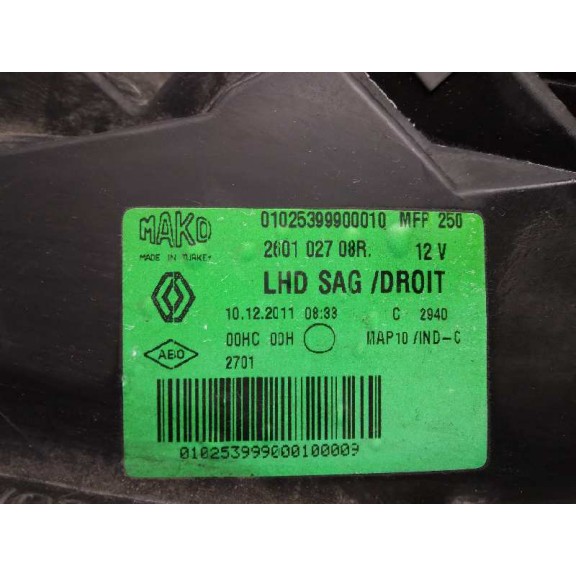 MAKO 01025399900010 MFP 250
MADE IN TURKEY 2601 027 08R. 12 V
LHD SAG /DROIT
10.12.2011 08:33 C 2940
00HC 00H MAP10 /IND-C
ABO 2701
010253999000100009